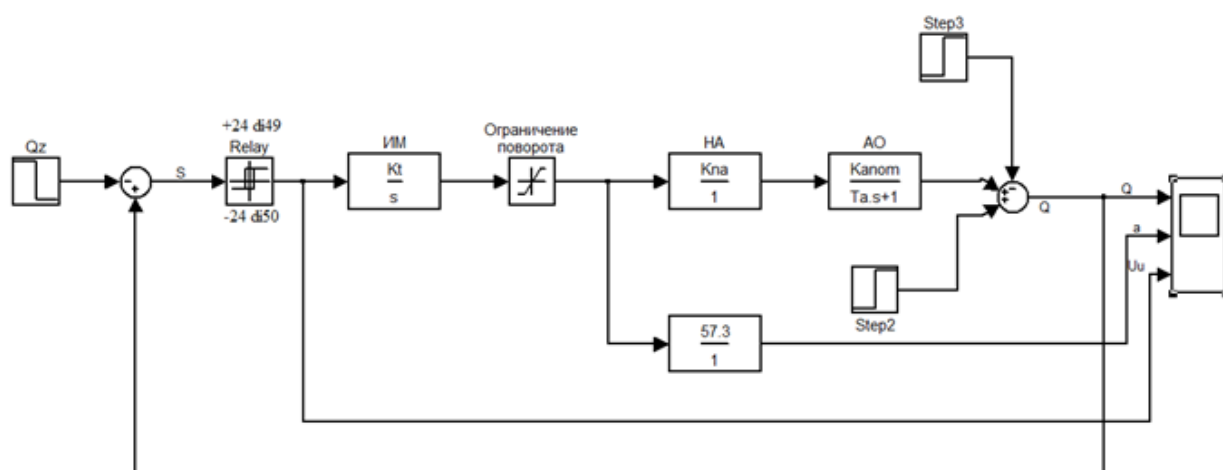 Step3
+24 di49
Relay
-24 di50
Qz
S
ИМ
Kt
s
Ограничение
поворота
НА
Kna
1
АО
Kanom
Ta.s+1
Q
Q
a
Uu
Step2
57.3
1